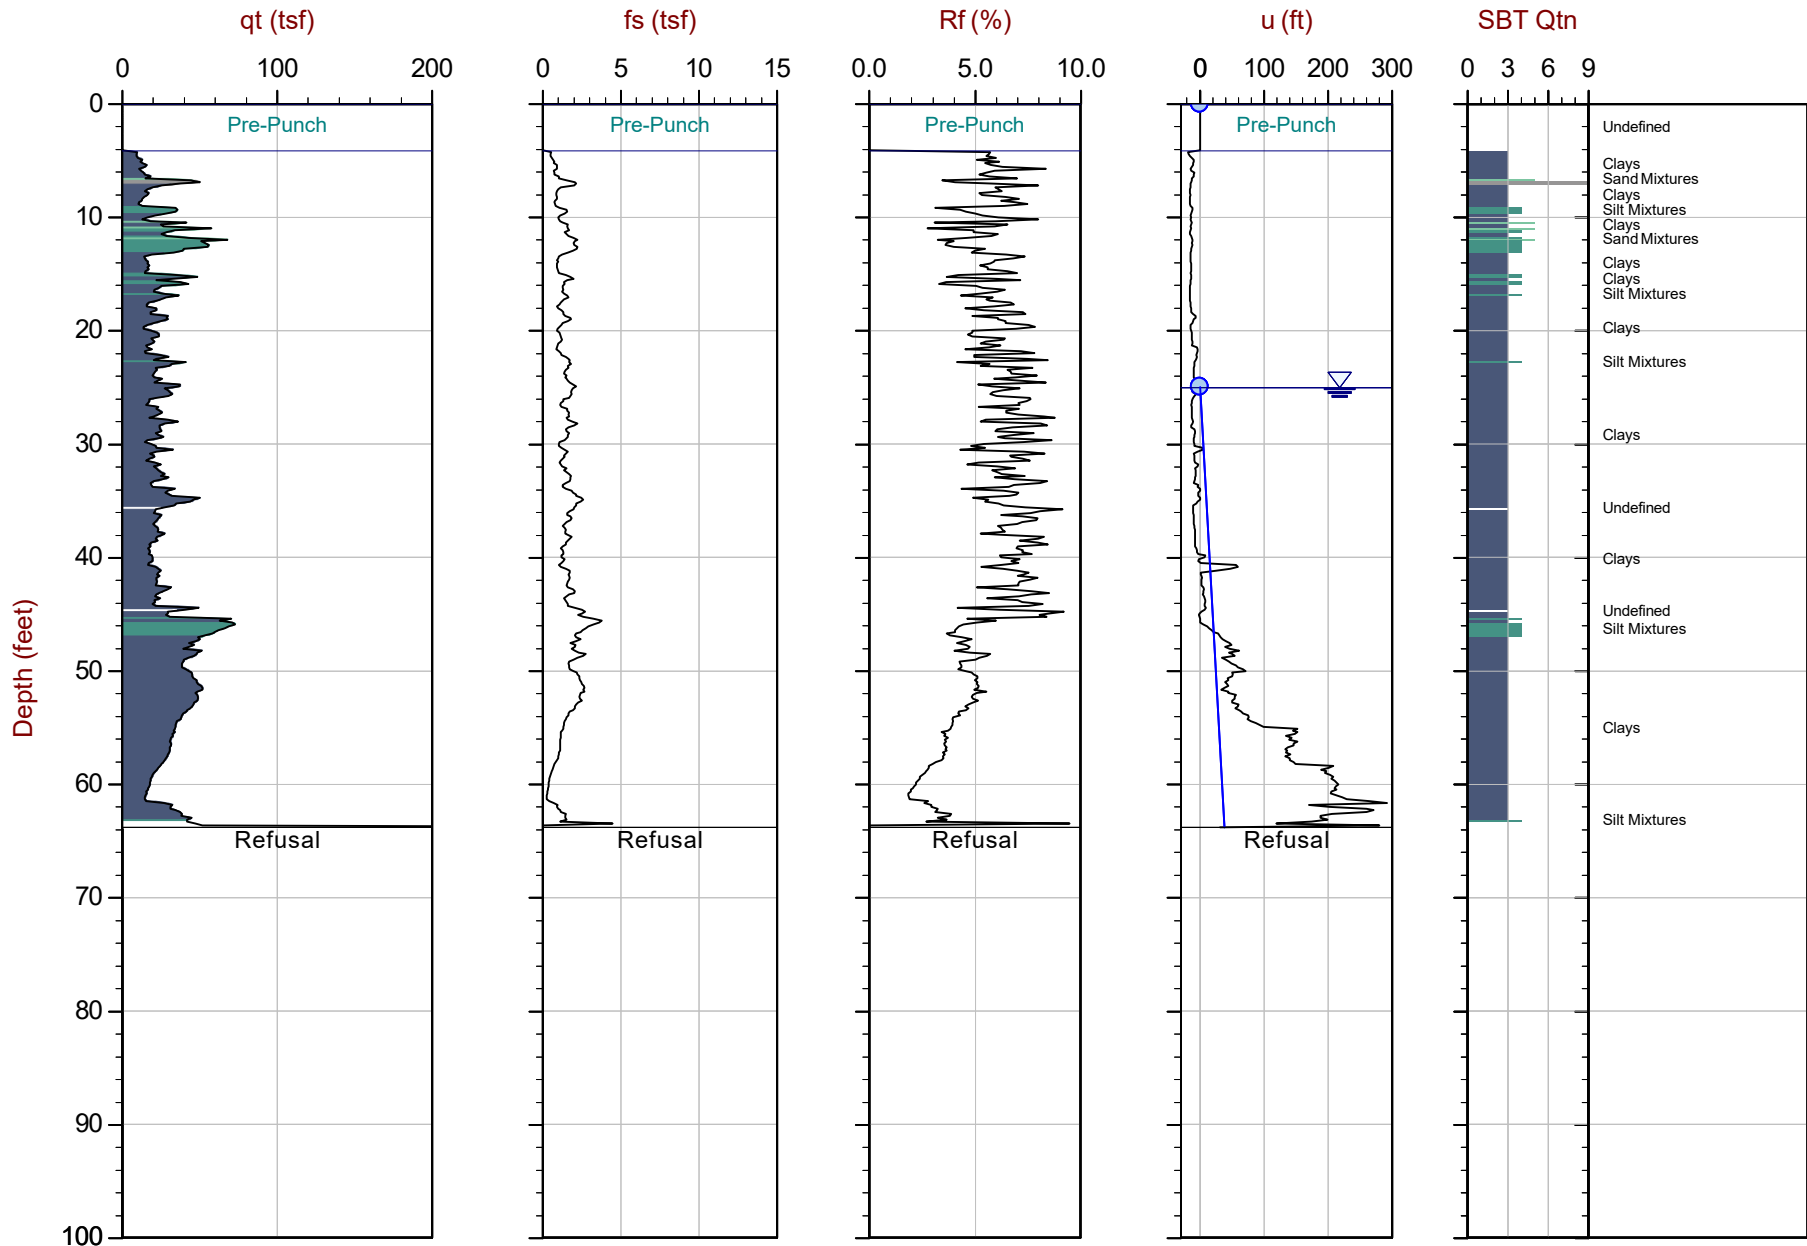 qt (tsf) fs (tsf) Rf (%) u (ft) SBT Qtn
0 100 200 0 5 10 15 0.0 5.0 10.0 0 100 200 300 0 3 6 9
0
Pre-Punch Pre-Punch Pre-Punch Pre-Punch Undefined
Clays
Sand Mixtures
Clays
Silt Mixtures
10
Clays
Sand Mixtures
Clays
Clays
Silt Mixtures
20 Clays
Silt Mixtures
30 Clays
Undefined
40 Clays
Undefined
Silt Mixtures
Depth (feet)
50
Clays
60
Silt Mixtures
Refusal Refusal Refusal Refusal
70
80
90
100